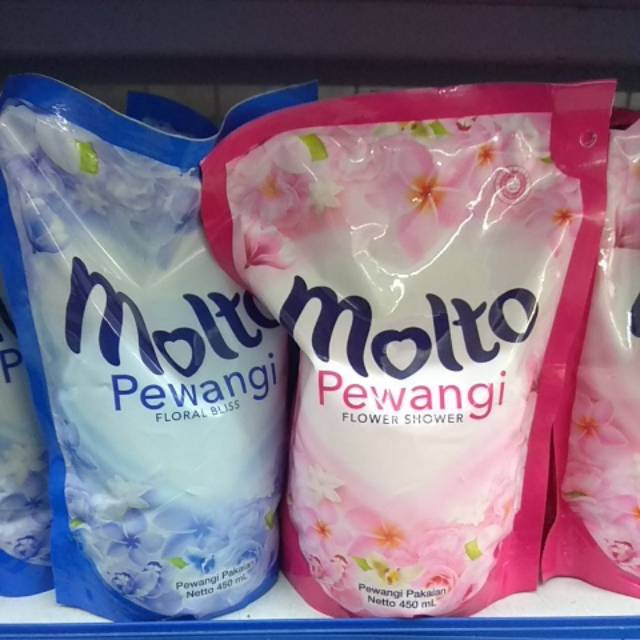 Molto
Pewangi
FLORAL BLISS
Pewangi Pakaian
Netto 450 mL
Molto
Pewangi
FLOWER SHOWER
Pewangi Pakaian
Netto 450 mL
P